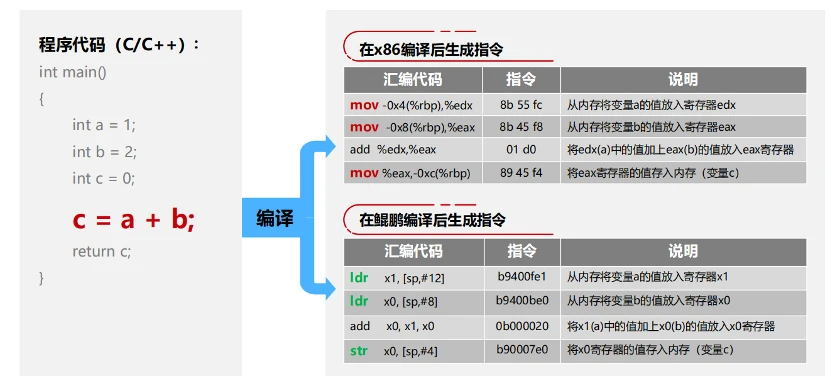 程序代码（C/C++）：
int main()
{
int a = 1;
int b = 2;
int c = 0;
c = a + b;
return c;
}
编译
在x86编译后生成指令
汇编代码 指令 说明
mov -0x4(%rbp),%edx 8b 55 fc 从内存将变量a的值放入寄存器edx
mov -0x8(%rbp),%eax 8b 45 f8 从内存将变量b的值放入寄存器eax
add %edx,%eax 01 d0 将edx(a)中的值加上eax(b)的值放入eax寄存器
mov %eax,-0xc(%rbp) 89 45 f4 将eax寄存器的值存入内存（变量c）
在鲲鹏编译后生成指令
汇编代码 指令 说明
ldr x1, [sp,#12] b9400fe1 从内存将变量a的值放入寄存器x1
ldr x0, [sp,#8] b9400be0 从内存将变量b的值放入寄存器x0
add x0, x1, x0 0b000020 将x1(a)中的值加上x0(b)的值放入x0寄存器
str x0, [sp,#4] b90007e0 将x0寄存器的值存入内存（变量c）